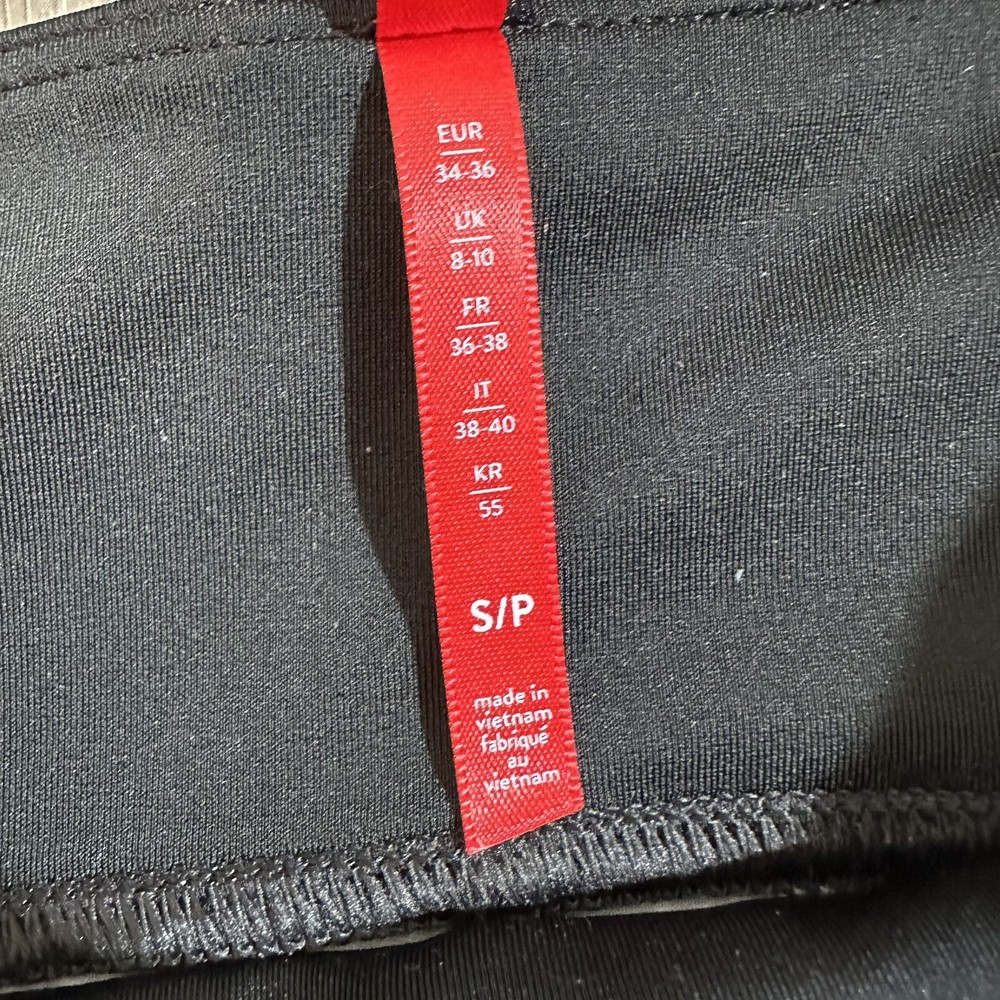 EUR
34-36
UK
8-10
FR
36-38
IT
38-40
KR
55
S/P
made in
vietnam
fabriqué
au
vietnam